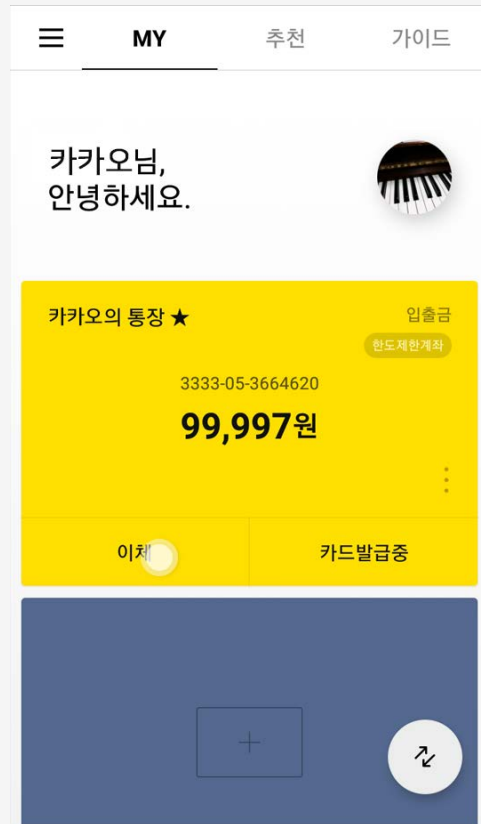 MY 추천 가이드
카카오님,
안녕하세요.
카카오의 통장 ★ 입출금
한도제한계좌
3333-05-3664620
99,997원
이체 카드발급중